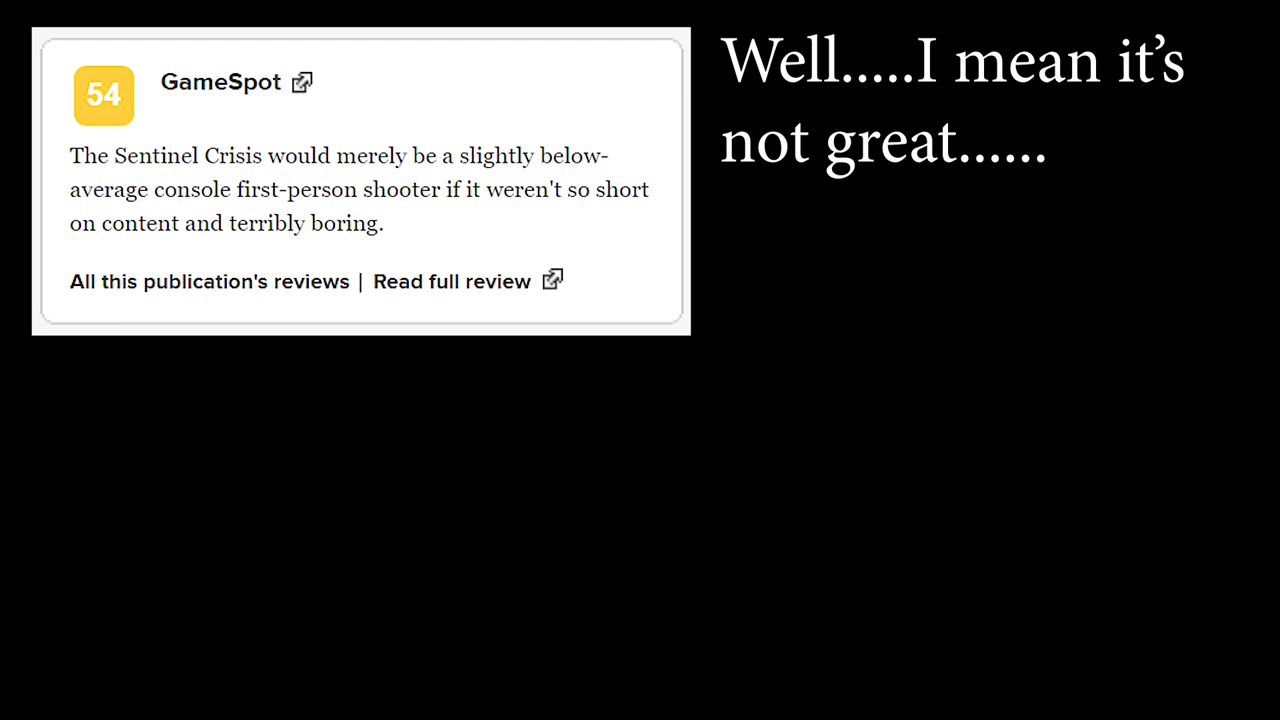 54
GameSpot
The Sentinel Crisis would merely be a slightly below-
average console first-person shooter if it weren't so short
on content and terribly boring.
All this publication's reviews | Read full review
Well.....I mean it’s
not great......